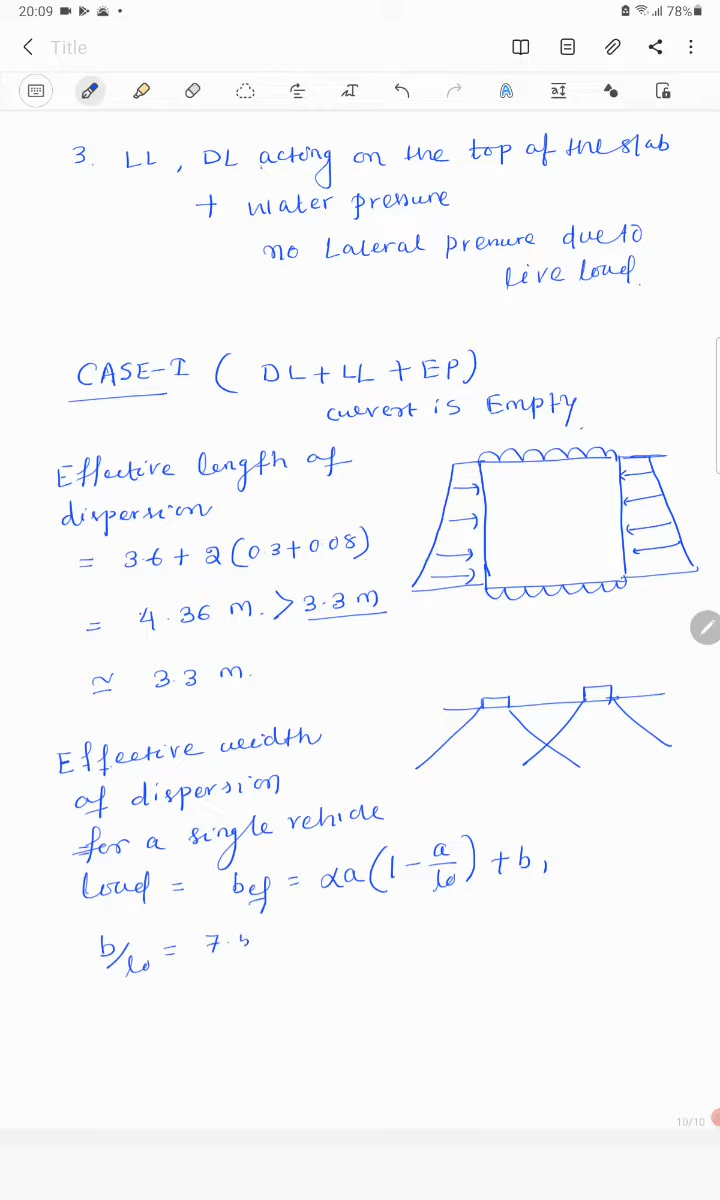 20:09
78%
Title
3. LL, DL acting on the top of the slab
+ water pressure
no Lateral pressure due to
live load.
CASE-I ( DL + LL + EP)
cuvert is Empty.
Effective length of
dispersion
= 3.6 + 2(0.3+0.08)
= 4.36 m. > 3.3 m
≃ 3.3 m.
Effective width
of dispersion
for a single vehicle
load = bef = αa(1 - a/lo) + b,
b/lo = 7.5
10/10